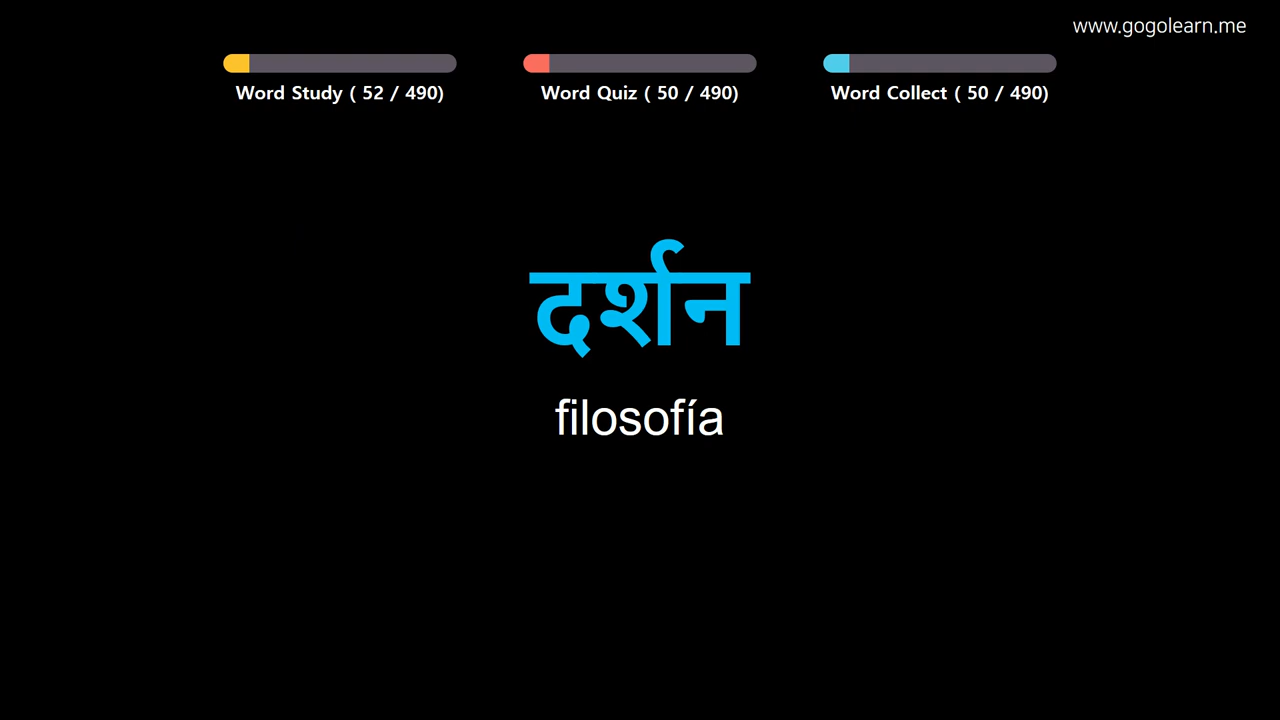 www.gogolearn.me
Word Study ( 52 / 490)
Word Quiz ( 50 / 490)
Word Collect ( 50 / 490)
दर्शन
filosofía